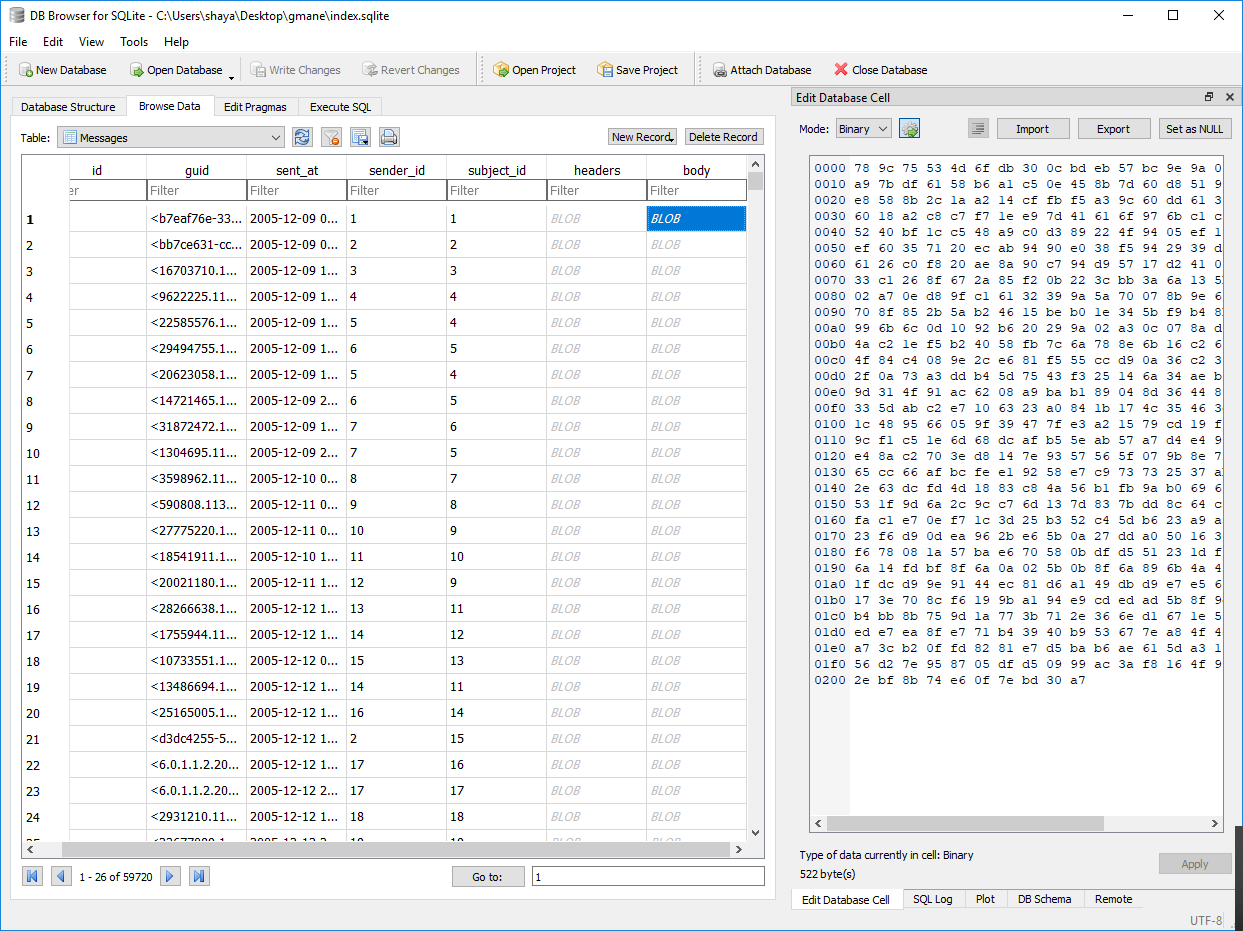 DB Browser for SQLite - C:\Users\shaya\Desktop\gmane\index.sqlite
File Edit View Tools Help
New Database Open Database Write Changes Revert Changes Open Project Save Project Attach Database Close Database
Database Structure Browse Data Edit Pragmas Execute SQL
Table: Messages New Record Delete Record
id guid sent_at sender_id subject_id headers body
er Filter Filter Filter Filter Filter Filter
1 <b7eaf76e-33... 2005-12-09 0... 1 1 BLOB BLOB
2 <bb7ce631-cc... 2005-12-09 0... 2 2 BLOB BLOB
3 <16703710.1... 2005-12-09 1... 3 3 BLOB BLOB
4 <9622225.11... 2005-12-09 1... 4 4 BLOB BLOB
5 <22585576.1... 2005-12-09 1... 5 4 BLOB BLOB
6 <29494755.1... 2005-12-09 1... 6 5 BLOB BLOB
7 <20623058.1... 2005-12-09 1... 5 4 BLOB BLOB
8 <14721465.1... 2005-12-09 2... 6 5 BLOB BLOB
9 <31872472.1... 2005-12-09 1... 7 6 BLOB BLOB
10 <1304695.11... 2005-12-09 2... 7 5 BLOB BLOB
11 <3598962.11... 2005-12-10 0... 8 7 BLOB BLOB
12 <590808.113... 2005-12-11 0... 9 8 BLOB BLOB
13 <27775220.1... 2005-12-11 0... 10 9 BLOB BLOB
14 <18541911.1... 2005-12-10 1... 11 10 BLOB BLOB
15 <20021180.1... 2005-12-11 1... 12 9 BLOB BLOB
16 <28266638.1... 2005-12-12 1... 13 11 BLOB BLOB
17 <1755944.11... 2005-12-12 1... 14 12 BLOB BLOB
18 <10733551.1... 2005-12-12 0... 15 13 BLOB BLOB
19 <13486694.1... 2005-12-12 1... 14 11 BLOB BLOB
20 <25165005.1... 2005-12-12 1... 16 14 BLOB BLOB
21 <d3dc4255-5... 2005-12-12 1... 2 15 BLOB BLOB
22 <6.0.1.1.2.20... 2005-12-12 1... 17 16 BLOB BLOB
23 <6.0.1.1.2.20... 2005-12-12 2... 17 17 BLOB BLOB
24 <2931210.11... 2005-12-12 1... 18 18 BLOB BLOB
1 - 26 of 59720 Go to: 1
Edit Database Cell
Mode: Binary Import Export Set as NULL
0000 78 9c 75 53 4d 6f db 30 0c bd eb 57 bc 9e 9a 0
0010 a9 7b df 61 58 b6 a1 c5 0e 45 8b 7d 60 d8 51 9
0020 e8 58 8b 2c 1a a2 14 cf fb f5 a3 9c 60 dd 61 3
0030 60 18 a2 c8 c7 f7 1e e9 7d 41 61 6f 97 6b c1 c
0040 52 40 bf 1c c5 48 a9 c0 d3 89 22 4f 94 05 ef 1
0050 ef 60 35 71 20 ec ab 94 90 e0 38 f5 94 29 39 d
0060 61 26 c0 f8 20 ae 8a 90 c7 94 d9 57 17 d2 41 0
0070 33 c1 26 8f 67 2a 85 f2 0b 22 3c bb 3a 6a 13 5
0080 02 a7 0e d8 9f c1 61 32 39 9a 5a 70 07 8b 9e 6
0090 70 8f 85 2b 5a b2 46 15 be b0 1e 34 5b f9 b4 8
00a0 99 6b 6c 0d 10 92 b6 20 29 9a 02 a3 0c 07 8a d
00b0 4a c2 1e f5 b2 40 58 fb 7c 6a 78 8e 6b 16 c2 6
00c0 4f 84 c4 08 9e 2c e6 81 f5 55 cc d9 0a 36 c2 3
00d0 2f 0a 73 a3 dd b4 5d 75 43 f3 25 14 6a 34 ae b
00e0 9d 31 4f 91 ac 62 08 a9 ba b1 89 04 8d 36 44 8
00f0 33 5d ab c2 e7 10 63 23 a0 84 1b 17 4c 35 46 3
0100 1c 48 95 66 05 9f 39 47 7f e3 a2 15 79 cd 19 f
0110 9c f1 c5 1e 6d 68 dc af b5 5e ab 57 a7 d4 e4 9
0120 e4 8a c2 70 3e d8 14 7e 93 57 56 5f 07 9b 8e 7
0130 65 cc 66 af bc fe e1 92 58 e7 c9 73 73 25 37 a
0140 2e 63 dc fd 4d 18 83 c8 4a 56 b1 fb 9a b0 69 6
0150 53 1f 9d 6a 2c 9c c7 6d 13 7d 83 7b dd 8c 64 c
0160 fa c1 e7 0e f7 1c 3d 25 b3 52 c4 5d b6 23 a9 a
0170 23 f6 d9 0d ea 96 2b e6 5b 0a 27 dd a0 50 16 3
0180 f6 78 08 1a 57 ba e6 70 58 0b df d5 51 23 1d f
0190 6a 14 fd bf 8f 6a 0a 02 5b 0b 8f 6a 89 6b 4a 4
01a0 1f dc d9 9e 91 44 ec 81 d6 a1 49 db d9 e7 e5 6
01b0 17 3e 70 8c f6 19 9b a1 94 e9 cd ed ad 5b 8f 9
01c0 b4 bb 8b 75 9d 1a 77 3b 71 2e 36 6e d1 67 1e 5
01d0 ed e7 ea 8f e7 71 b4 39 40 b9 53 67 7e a8 4f 4
01e0 a7 3c b2 0f fd 82 81 e7 d5 ba b6 ae 61 5d a3 1
01f0 56 d2 7e 95 87 05 df d5 09 99 ac 3a f8 16 4f 9
0200 2e bf 8b 74 e6 0f 7e bd 30 a7
Type of data currently in cell: Binary
522 byte(s)
Apply
Edit Database Cell SQL Log Plot DB Schema Remote
UTF-8